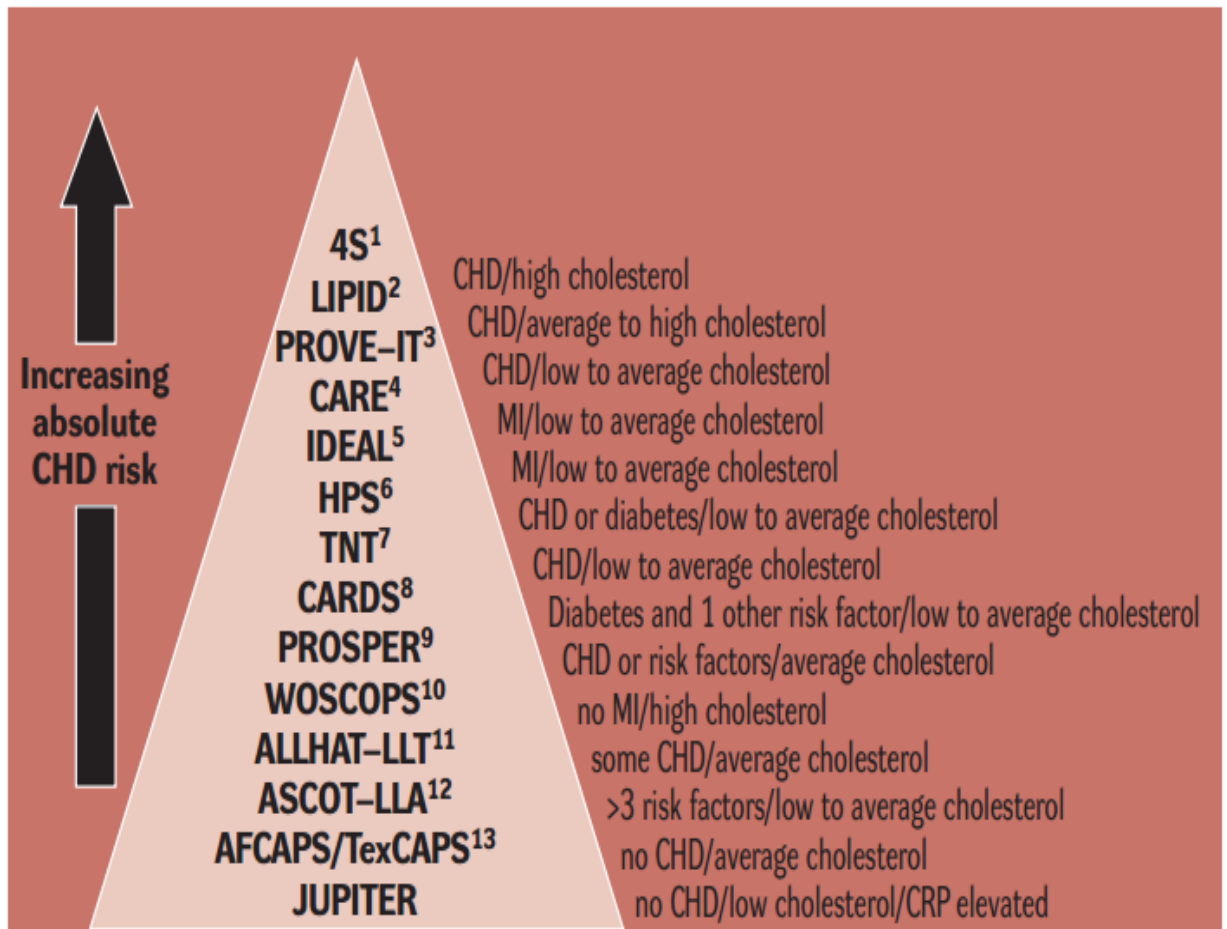 Increasing
absolute
CHD risk
4S¹
LIPID²
PROVE–IT³
CARE⁴
IDEAL⁵
HPS⁶
TNT⁷
CARDS⁸
PROSPER⁹
WOSCOPS¹⁰
ALLHAT–LLT¹¹
ASCOT–LLA¹²
AFCAPS/TexCAPS¹³
JUPITER
CHD/high cholesterol
CHD/average to high cholesterol
CHD/low to average cholesterol
MI/low to average cholesterol
MI/low to average cholesterol
CHD or diabetes/low to average cholesterol
CHD/low to average cholesterol
Diabetes and 1 other risk factor/low to average cholesterol
CHD or risk factors/average cholesterol
no MI/high cholesterol
some CHD/average cholesterol
>3 risk factors/low to average cholesterol
no CHD/average cholesterol
no CHD/low cholesterol/CRP elevated